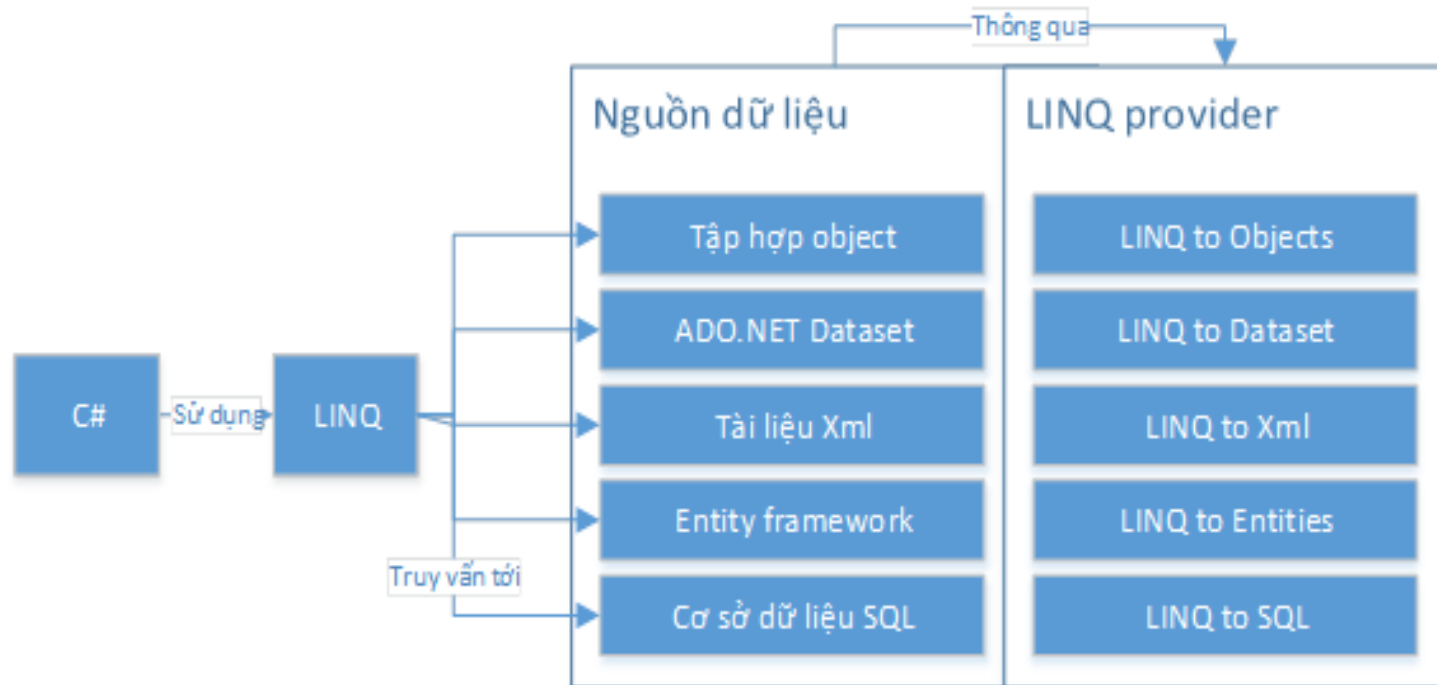 Thông qua
Nguồn dữ liệu
LINQ provider
Tập hợp object
LINQ to Objects
ADO.NET Dataset
LINQ to Dataset
C#
Sử dụng
LINQ
Tài liệu Xml
LINQ to Xml
Entity framework
LINQ to Entities
Truy vấn tới
Cơ sở dữ liệu SQL
LINQ to SQL